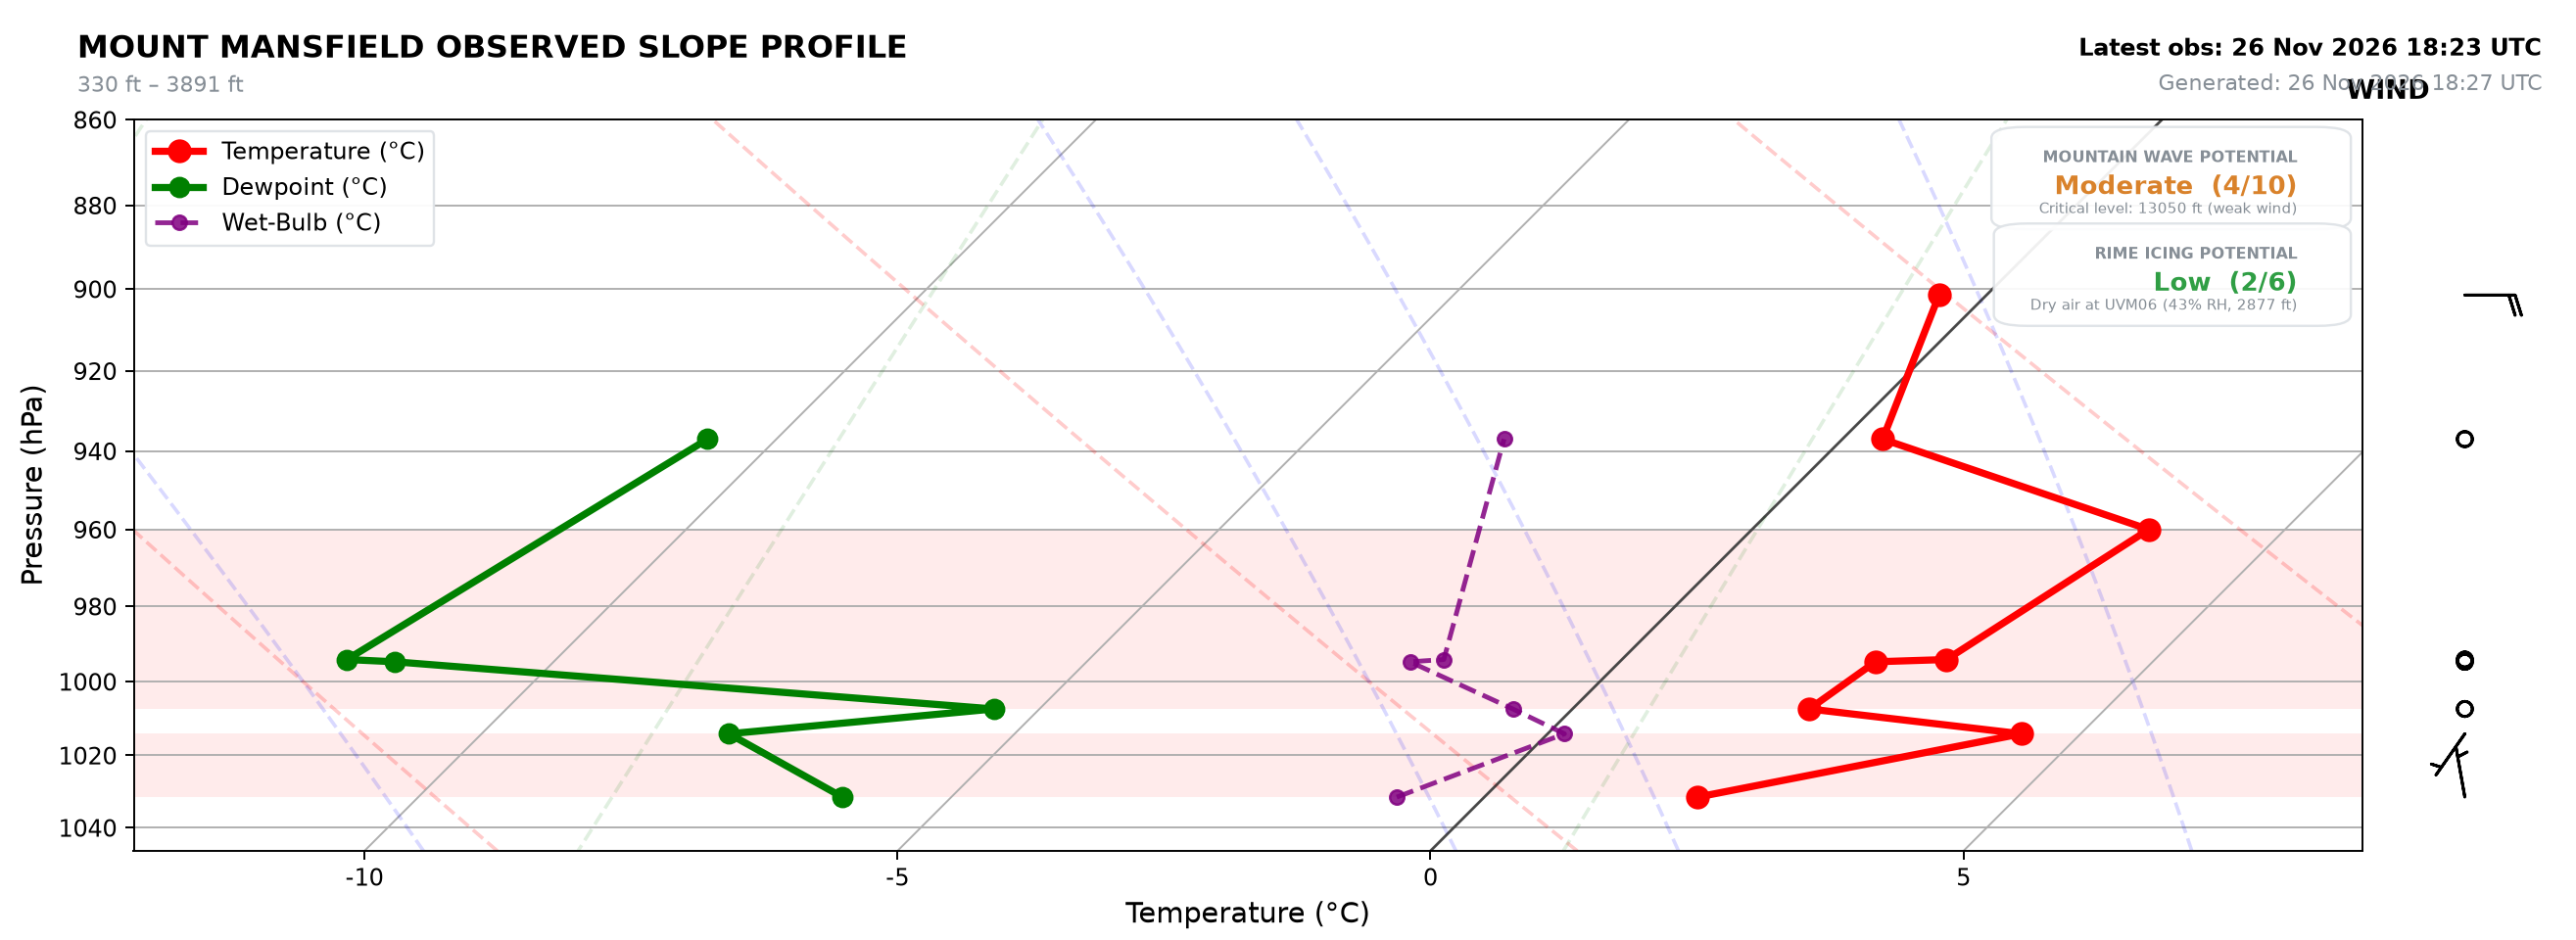 MOUNT MANSFIELD OBSERVED SLOPE PROFILE
330 ft – 3891 ft
Latest obs: 26 Nov 2026 18:23 UTC
Generated: 26 Nov 2026 18:27 UTC
WIND
Temperature (°C)
Dewpoint (°C)
Wet-Bulb (°C)
MOUNTAIN WAVE POTENTIAL
Moderate (4/10)
Critical level: 13050 ft (weak wind)
RIME ICING POTENTIAL
Low (2/6)
Dry air at UVM06 (43% RH, 2877 ft)
Pressure (hPa)
860
880
900
920
940
960
980
1000
1020
1040
-10
-5
0
5
Temperature (°C)